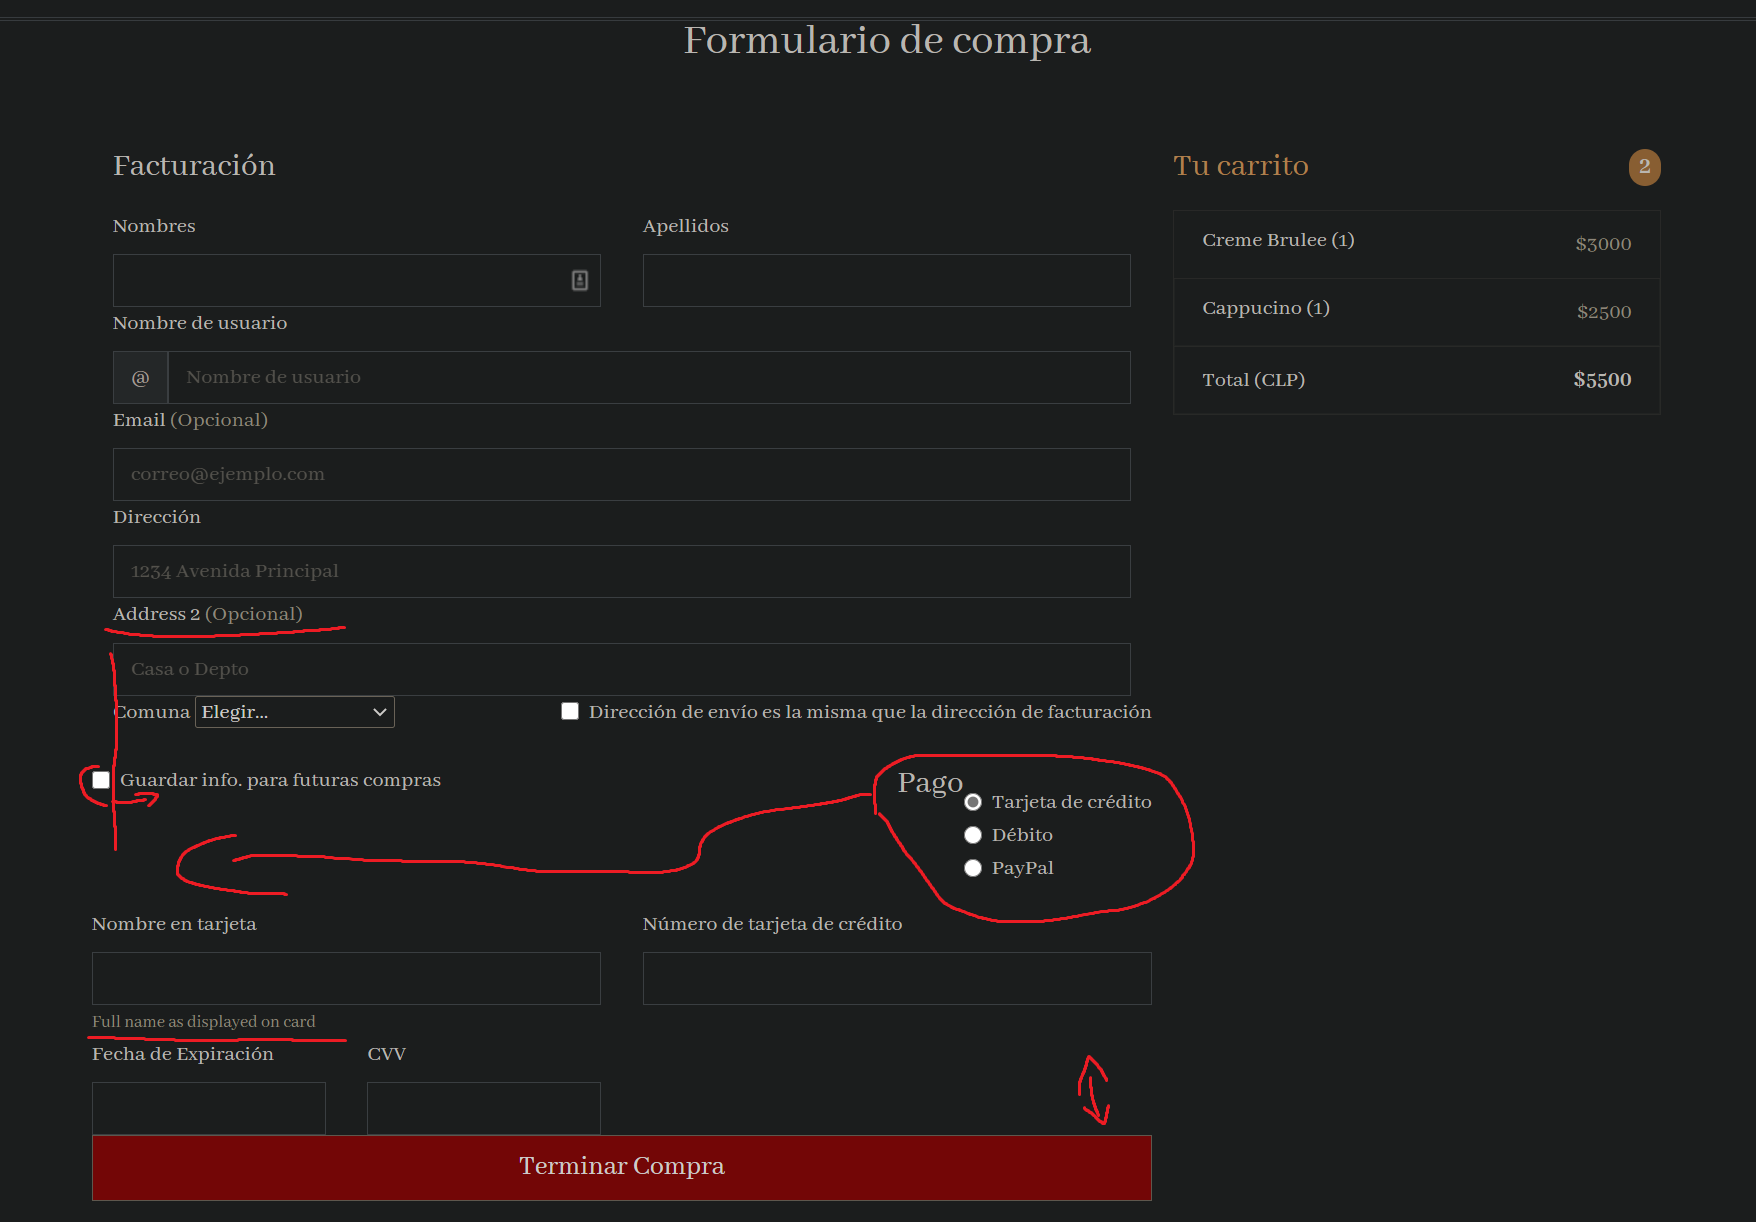 Formulario de compra
Facturación
Nombres
Apellidos
Nombre de usuario
@ Nombre de usuario
Email (Opcional)
correo@ejemplo.com
Dirección
1234 Avenida Principal
Address 2 (Opcional)
Casa o Depto
Comuna Elegir...
Dirección de envío es la misma que la dirección de facturación
Guardar info. para futuras compras
Pago
Tarjeta de crédito
Débito
PayPal
Nombre en tarjeta
Número de tarjeta de crédito
Full name as displayed on card
Fecha de Expiración
CVV
Terminar Compra
Tu carrito
2
Creme Brulee (1) $3000
Cappucino (1) $2500
Total (CLP) $5500